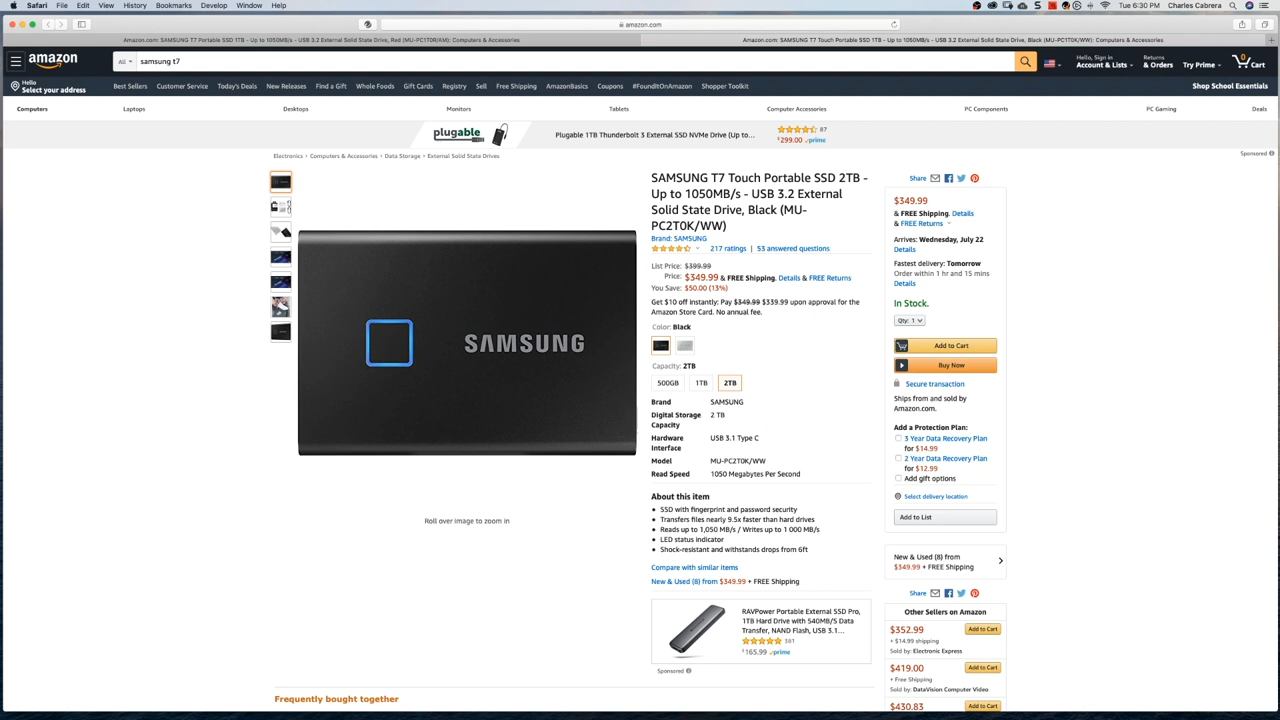 Safari File Edit View History Bookmarks Develop Window Help
Tue 6:30 PM Charles Cabrera
amazon.com
Amazon.com: SAMSUNG T7 Portable SSD 1TB - Up to 1050MB/s - USB 3.2 External Solid State Drive, Red (MU-PC1T0R/AM): Computers & Accessories
Amazon.com: SAMSUNG T7 Touch Portable SSD 1TB - Up to 1050MB/s - USB 3.2 External Solid State Drive, Black (MU-PC1T0K/WW): Computers & Accessories
amazon
All
samsung t7
Hello, Sign in
Account & Lists
Returns
& Orders
Try Prime
0
Cart
Hello
Select your address
Best Sellers Customer Service Today's Deals New Releases Find a Gift Whole Foods Gift Cards Registry Sell Free Shipping AmazonBasics Coupons #FoundItOnAmazon Shopper Toolkit
Shop School Essentials
Computers Laptops Desktops Monitors Tablets Computer Accessories PC Components PC Gaming Deals
plugable
Plugable 1TB Thunderbolt 3 External SSD NVMe Drive (Up to...
87
$299.00 prime
Sponsored
Electronics › Computers & Accessories › Data Storage › External Solid State Drives
SAMSUNG
Roll over image to zoom in
SAMSUNG T7 Touch Portable SSD 2TB -
Up to 1050MB/s - USB 3.2 External
Solid State Drive, Black (MU-
PC2T0K/WW)
Brand: SAMSUNG
217 ratings | 53 answered questions
List Price: $399.99
Price: $349.99 & FREE Shipping. Details & FREE Returns
You Save: $50.00 (13%)
Get $10 off instantly: Pay $349.99 $339.99 upon approval for the
Amazon Store Card. No annual fee.
Color: Black
Capacity: 2TB
500GB 1TB 2TB
Brand SAMSUNG
Digital Storage Capacity 2 TB
Hardware Interface USB 3.1 Type C
Model MU-PC2T0K/WW
Read Speed 1050 Megabytes Per Second
About this item
• SSD with fingerprint and password security
• Transfers files nearly 9.5x faster than hard drives
• Reads up to 1,050 MB/s / Writes up to 1 000 MB/s
• LED status indicator
• Shock-resistant and withstands drops from 6ft
Compare with similar items
New & Used (8) from $349.99 + FREE Shipping
RAVPower Portable External SSD Pro,
1TB Hard Drive with 540MB/S Data
Transfer, NAND Flash, USB 3.1...
381
$165.99 prime
Sponsored
Frequently bought together
Share
$349.99
& FREE Shipping. Details
& FREE Returns
Arrives: Wednesday, July 22
Details
Fastest delivery: Tomorrow
Order within 1 hr and 15 mins
Details
In Stock.
Qty: 1
Add to Cart
Buy Now
Secure transaction
Ships from and sold by
Amazon.com.
Add a Protection Plan:
3 Year Data Recovery Plan
for $14.99
2 Year Data Recovery Plan
for $12.99
Add gift options
Select delivery location
Add to List
New & Used (8) from
$349.99 + FREE Shipping
Share
Other Sellers on Amazon
$352.99 Add to Cart
+ $14.99 shipping
Sold by: Electronic Express
$419.00 Add to Cart
+ Free Shipping
Sold by: DataVision Computer Video
$430.83 Add to Cart